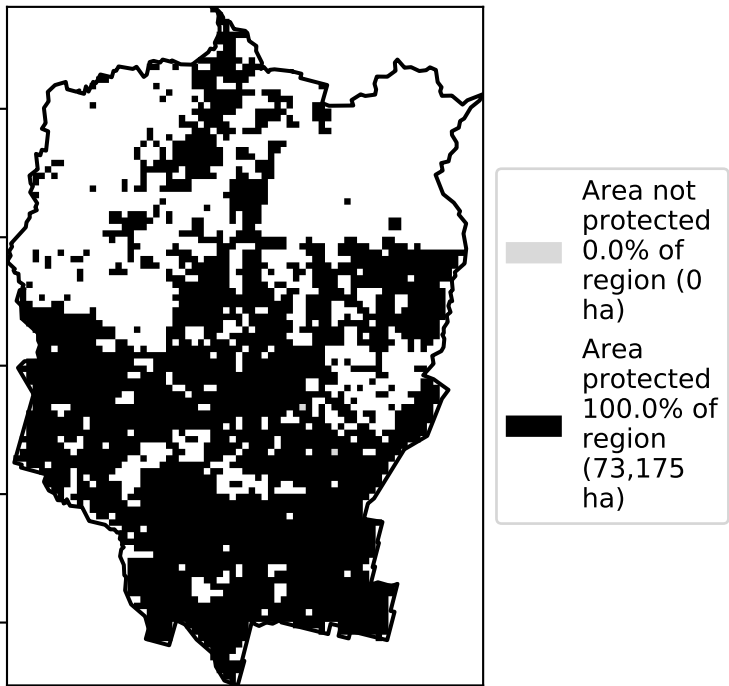 Area not
protected
0.0% of
region (0
ha)
Area
protected
100.0% of
region
(73,175
ha)